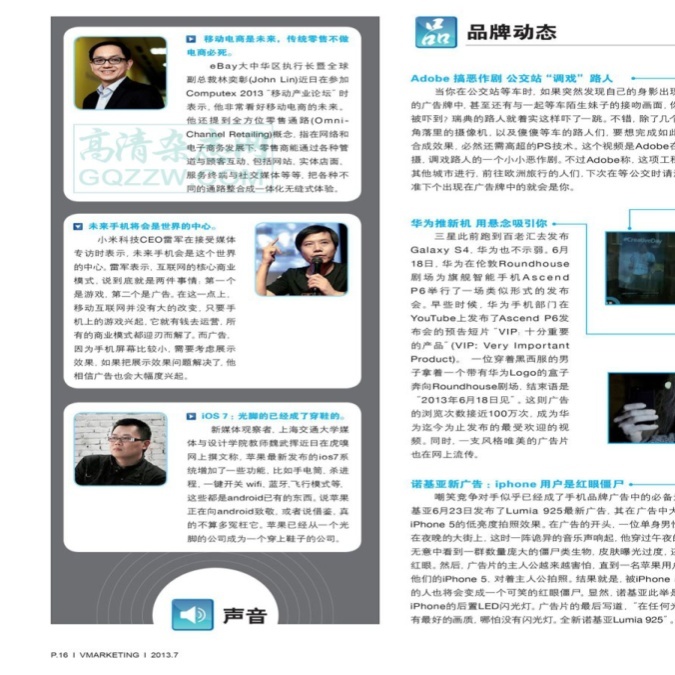 移动电商是未来，传统零售不做
电商必死。
eBay大中华区执行长暨全球
副总裁林奕彰(John Lin)近日在参加
Computex 2013“移动产业论坛”时
表示，他非常看好移动电商的未来。
他还提到全方位零售通路(Omni-
Channel Retailing)概念，指在网络和
电子商务发展下，零售商能通过各种管
道与顾客互动，包括网站、实体店面、
服务终端与社交媒体等等，把各种不
同的通路整合成一体化无缝式体验。
高清杂
GQZZW
未来手机将会是世界的中心。
小米科技CEO雷军在接受媒体
专访时表示，未来手机会是这个世界
的中心。雷军表示，互联网的核心商业
模式，说到底就是两件事情：第一个
是游戏，第二个是广告。在这一点上，
移动互联网并没有大的改变，只要手
机上的游戏兴起，它就有钱去运营，所
有的商业模式都迎刃而解了。而广告，
因为手机屏幕比较小，需要考虑展示
效果，如果把展示效果问题解决了，他
相信广告也会大幅度兴起。
iOS 7：光脚的已经成了穿鞋的。
新媒体观察者、上海交通大学媒
体与设计学院教师魏武挥近日在虎嗅
网上撰文称，苹果最新发布的ios7系
统增加了一些功能，比如手电筒、杀进
程、一键开关 wifi、蓝牙、飞行模式等，
这些都是android已有的东西。说苹果
正在向android致敬，或者说借鉴，真
的不算多冤枉它。苹果已经从一个光
脚的公司成为一个穿上鞋子的公司。
声音
P.16 I VMARKETING I 2013.7
品
品牌动态
Adobe 搞恶作剧 公交站“调戏”路人
当你在公交站等车时，如果突然发现自己的身影出现
的广告牌中，甚至还有与一起等车陌生妹子的接吻画面，你
被吓到？瑞典的路人就着实这样吓了一跳。不错，除了几个
角落里的摄像机，以及傻傻等车的路人们，要想完成如此
合成效果，必然还需高超的PS技术。这个视频是Adobe在
摄，调戏路人的一个小小恶作剧。不过Adobe称，这项工程
其他城市进行，前往欧洲旅行的人们，下次在等公交时请注
准下个出现在广告牌中的就会是你。
华为推新机 用悬念吸引你
三星此前跑到百老汇去发布
Galaxy S4，华为也不示弱，6月
18日，华为在伦敦Roundhouse
剧场为旗舰智能手机Ascend
P6举行了一场类似形式的发布
会。早些时候，华为手机部门在
YouTube上发布了Ascend P6发
布会的预告短片“VIP：十分重要
的产品”(VIP: Very Important
Product)。一位穿着黑西服的男
子拿着一个带有华为Logo的盒子
奔向Roundhouse剧场，结束语是
“2013年6月18日见”。这则广告
的浏览次数接近100万次，成为华
为迄今为止发布的最受欢迎的视
频。同时，一支风格唯美的广告片
也在网上流传。
诺基亚新广告：iphone 用户是红眼僵尸
嘲笑竞争对手似乎已经成了手机品牌广告中的必备
基亚6月23日发布了Lumia 925最新广告，其在广告中大
iPhone 5的低亮度拍照效果。在广告的开头，一位单身男性
在夜晚的大街上，这时一阵诡异的音乐声响起，他穿过午夜的
无意中看到一群数量庞大的僵尸类生物，皮肤曝光过度，
红眼。然后，广告片的主人公越来越害怕，直到一名苹果用户
他们的iPhone 5，对着主人公拍照。结果就是，被iPhone
的人也将会变成一个可笑的红眼僵尸。显然，诺基亚此举是
iPhone的后置LED闪光灯。广告片的最后写道，“在任何光
有最好的画质，哪怕没有闪光灯。全新诺基亚Lumia 925”。